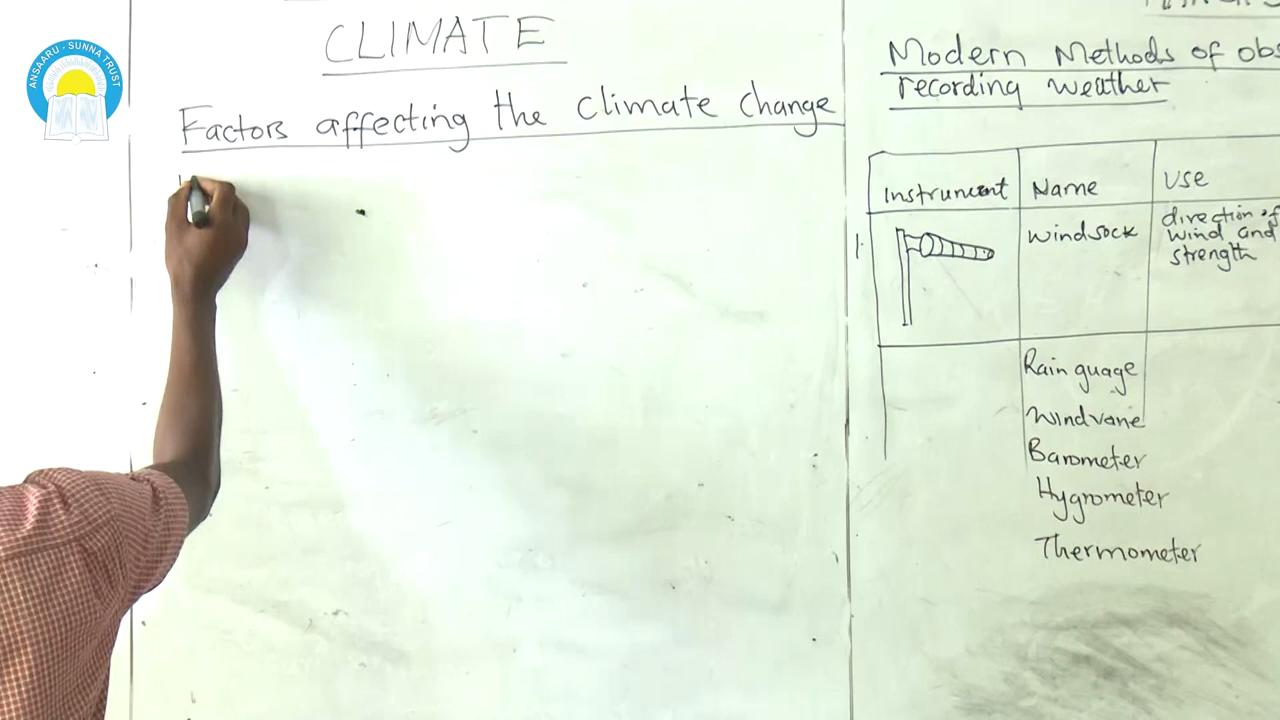 ANSAARU - SUNNA TRUST
CLIMATE
Factors affecting the climate change
Modern Methods of obs
recording weather
Instrument Name Use
1. Windsock direction of
wind and
strength
Rain guage
Windvane
Barometer
Hygrometer
Thermometer